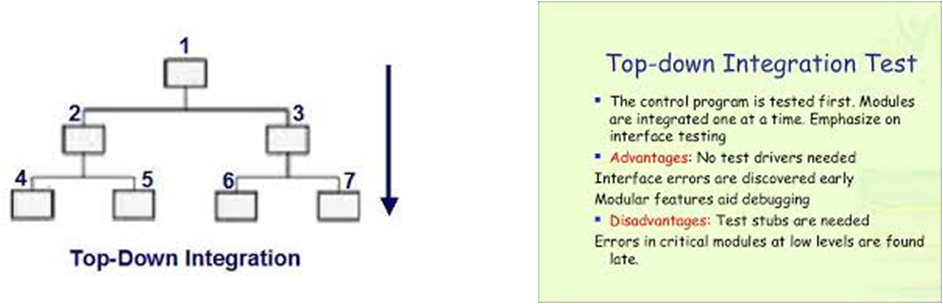 1
2
3
4
5
6
7
Top-Down Integration
Top-down Integration Test
The control program is tested first. Modules
are integrated one at a time. Emphasize on
interface testing
Advantages: No test drivers needed
Interface errors are discovered early
Modular features aid debugging
Disadvantages: Test stubs are needed
Errors in critical modules at low levels are found
late.